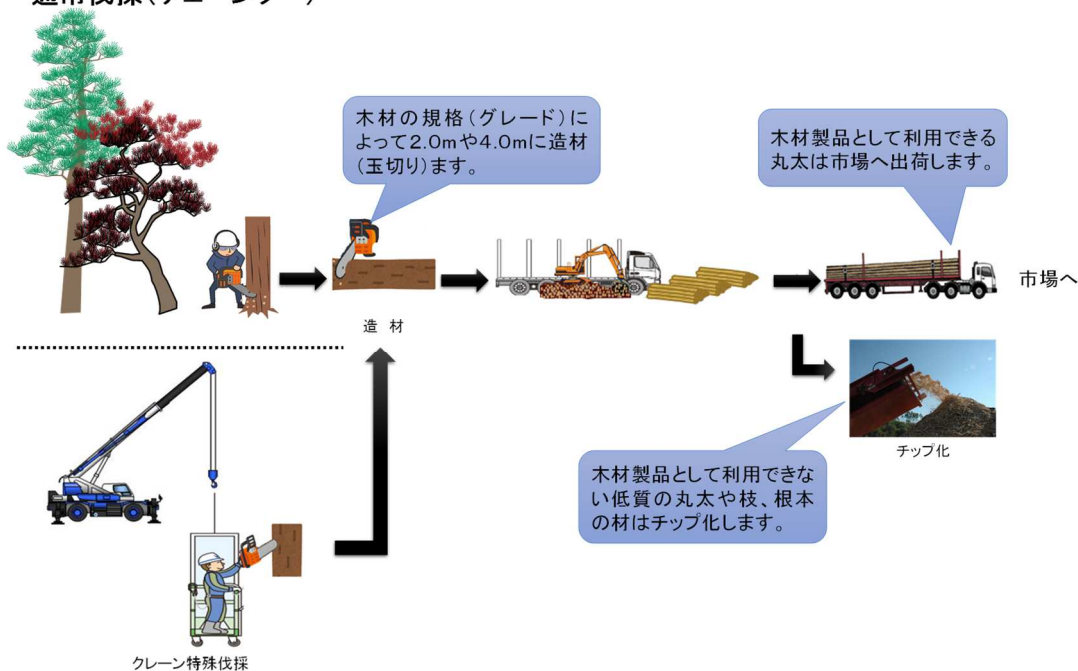 木材の規格(グレード)に
よって2.0mや4.0mに造材
(玉切り)ます。
木材製品として利用できる
丸太は市場へ出荷します。
市場へ
造 材
チップ化
木材製品として利用できな
い低質の丸太や枝、根本
の材はチップ化します。
クレーン特殊伐採